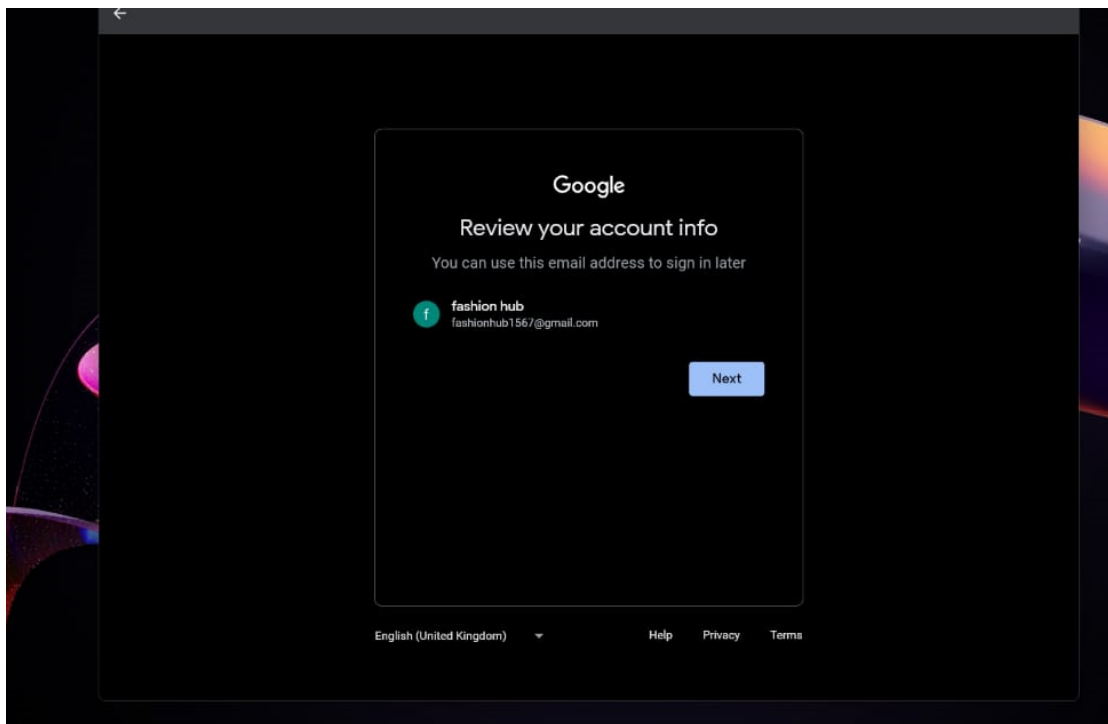 Google
Review your account info
You can use this email address to sign in later
f
fashion hub
fashionhub1567@gmail.com
Next
English (United Kingdom)
Help Privacy Terms